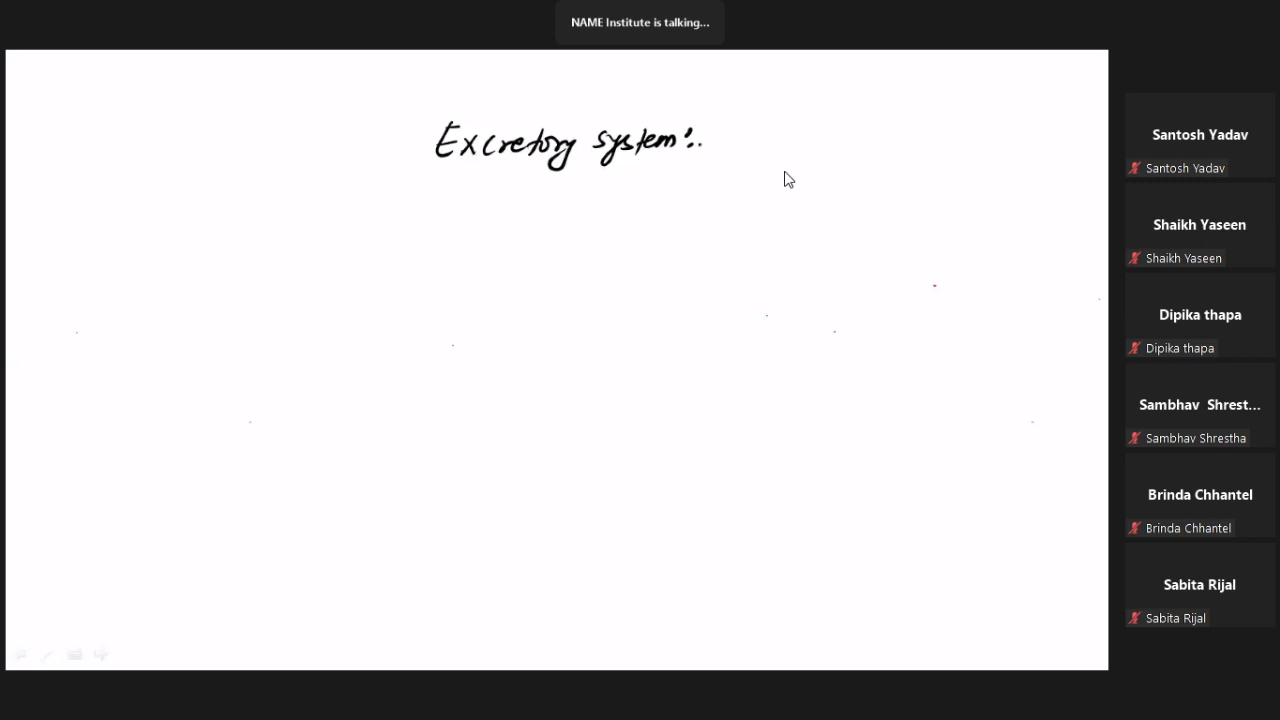 NAME Institute is talking...
Excretory system:.
Santosh Yadav
Santosh Yadav
Shaikh Yaseen
Shaikh Yaseen
Dipika thapa
Dipika thapa
Sambhav Shrest...
Sambhav Shrestha
Brinda Chhantel
Brinda Chhantel
Sabita Rijal
Sabita Rijal